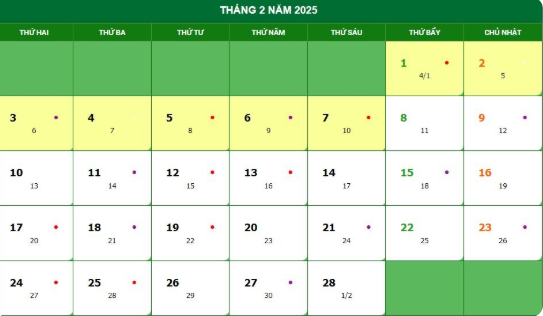 THÁNG 2 NĂM 2025
THỨ HAI THỨ BA THỨ TƯ THỨ NĂM THỨ SÁU THỨ BẨY CHỦ NHẬT
1 2
4/1 5
3 4 5 6 7 8 9
6 7 8 9 10 11 12
10 11 12 13 14 15 16
13 14 15 16 17 18 19
17 18 19 20 21 22 23
20 21 22 23 24 25 26
24 25 26 27 28
27 28 29 30 1/2